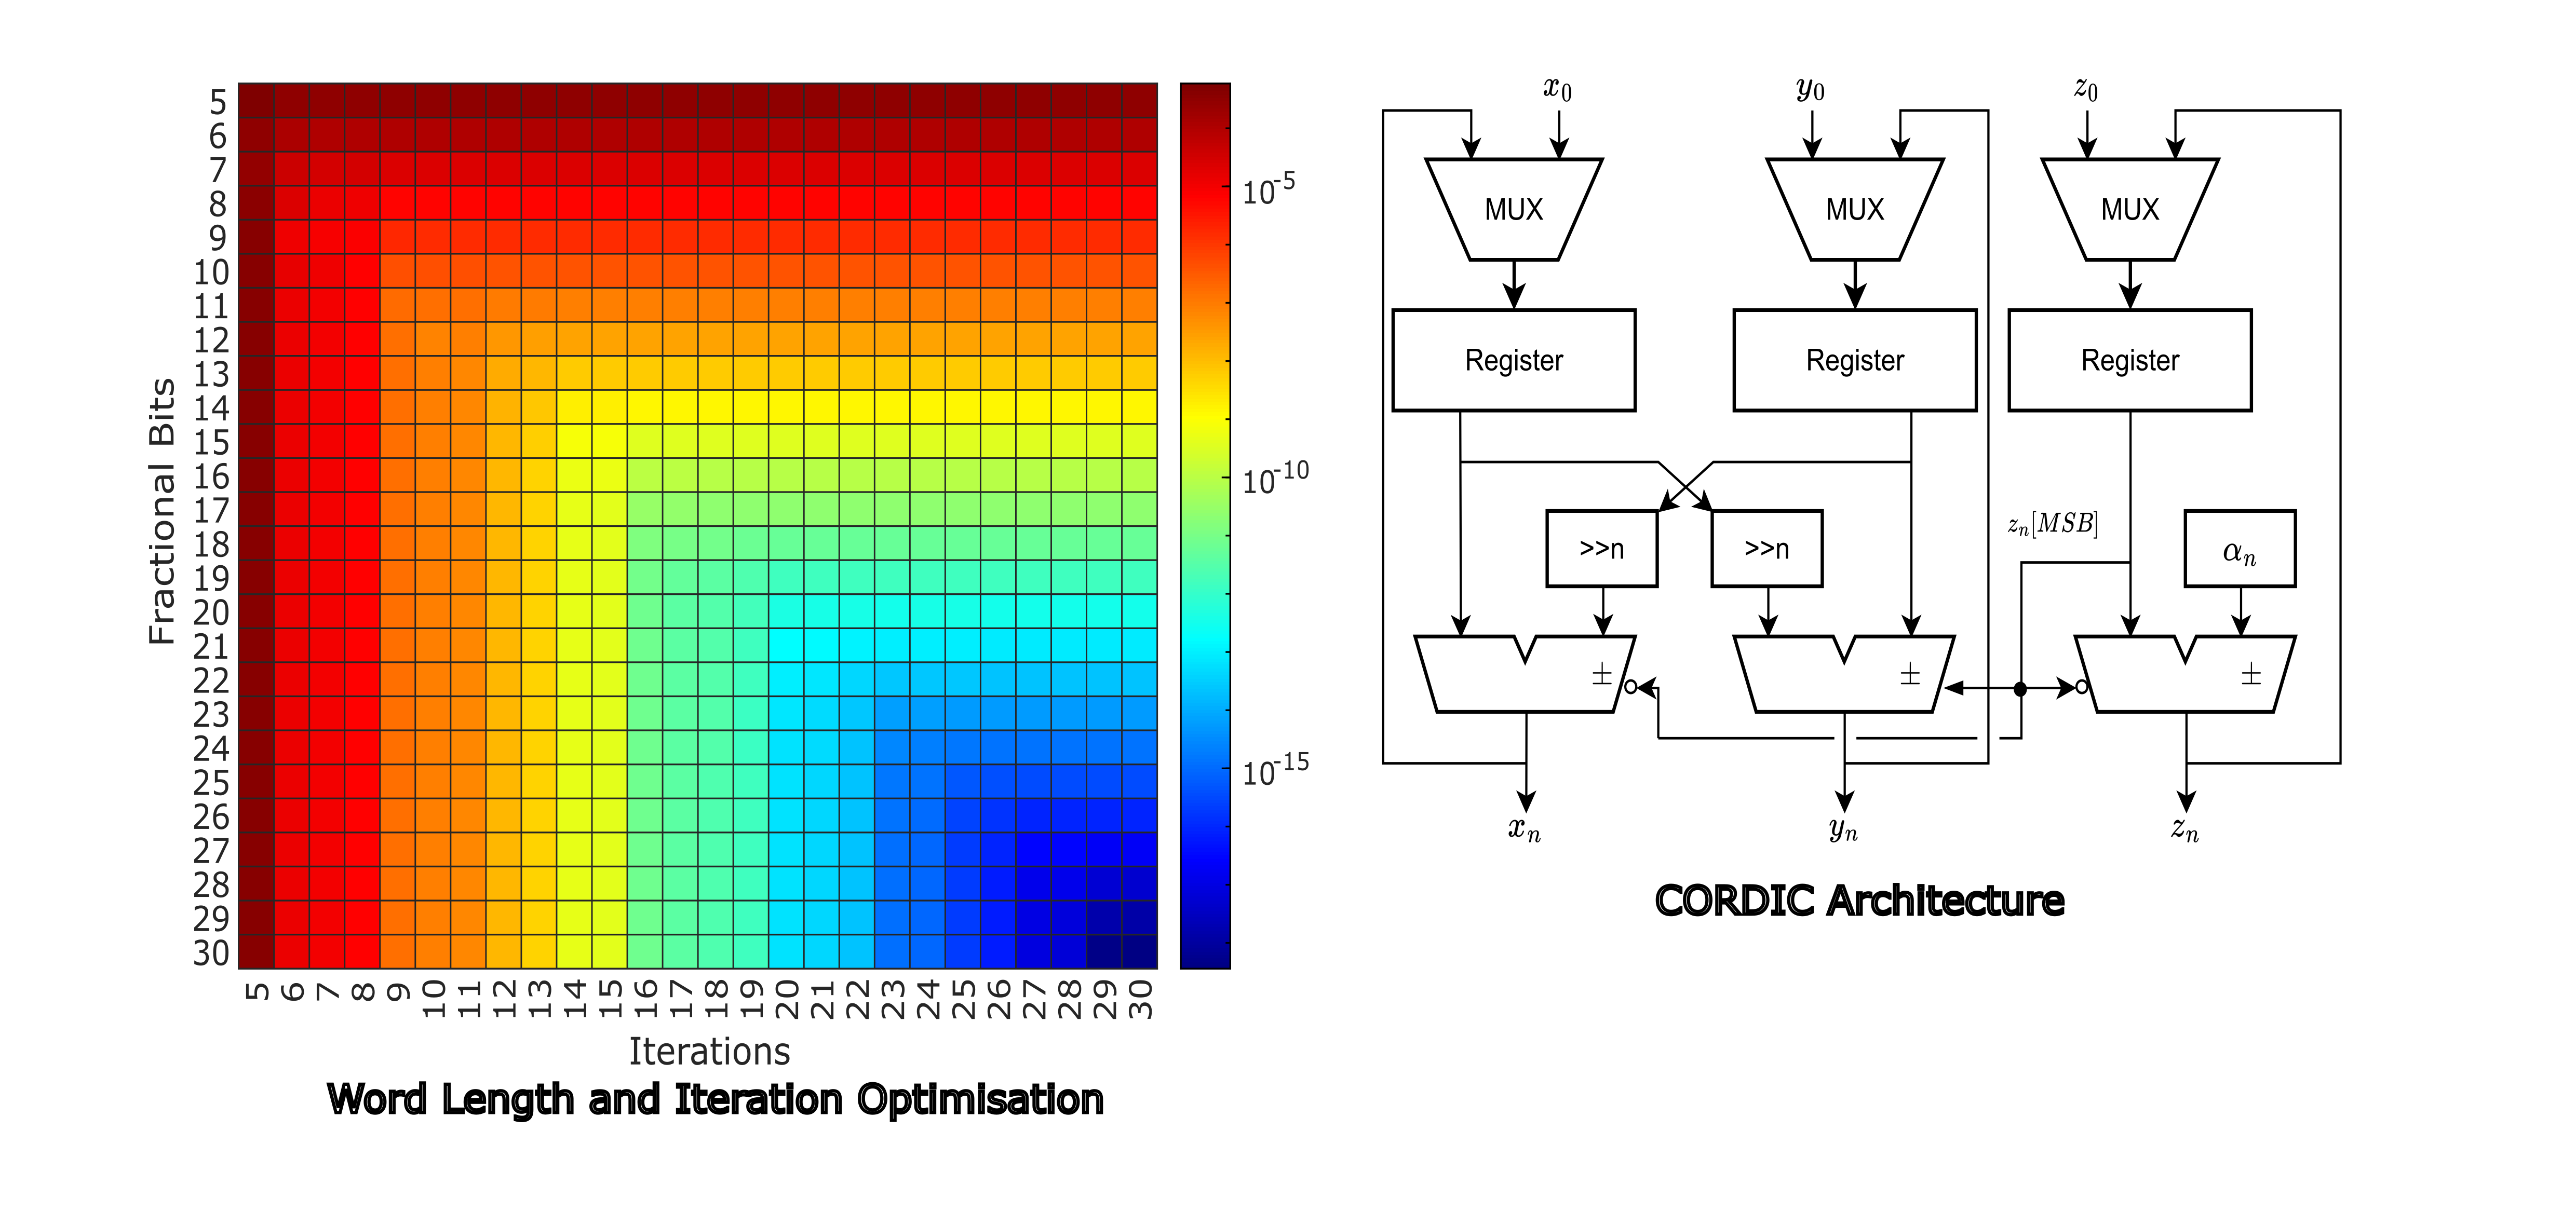 5
6
7
8
9
10
11
12
13
14
15
16
17
18
19
20
21
22
23
24
25
26
27
28
29
30
Fractional Bits
5 6 7 8 9 10 11 12 13 14 15 16 17 18 19 20 21 22 23 24 25 26 27 28 29 30
Iterations
Word Length and Iteration Optimisation
10^-5
10^-10
10^-15
x_0 y_0 z_0
MUX MUX MUX
Register Register Register
z_n[MSB]
>>n >>n α_n
± ± ±
x_n y_n z_n
CORDIC Architecture